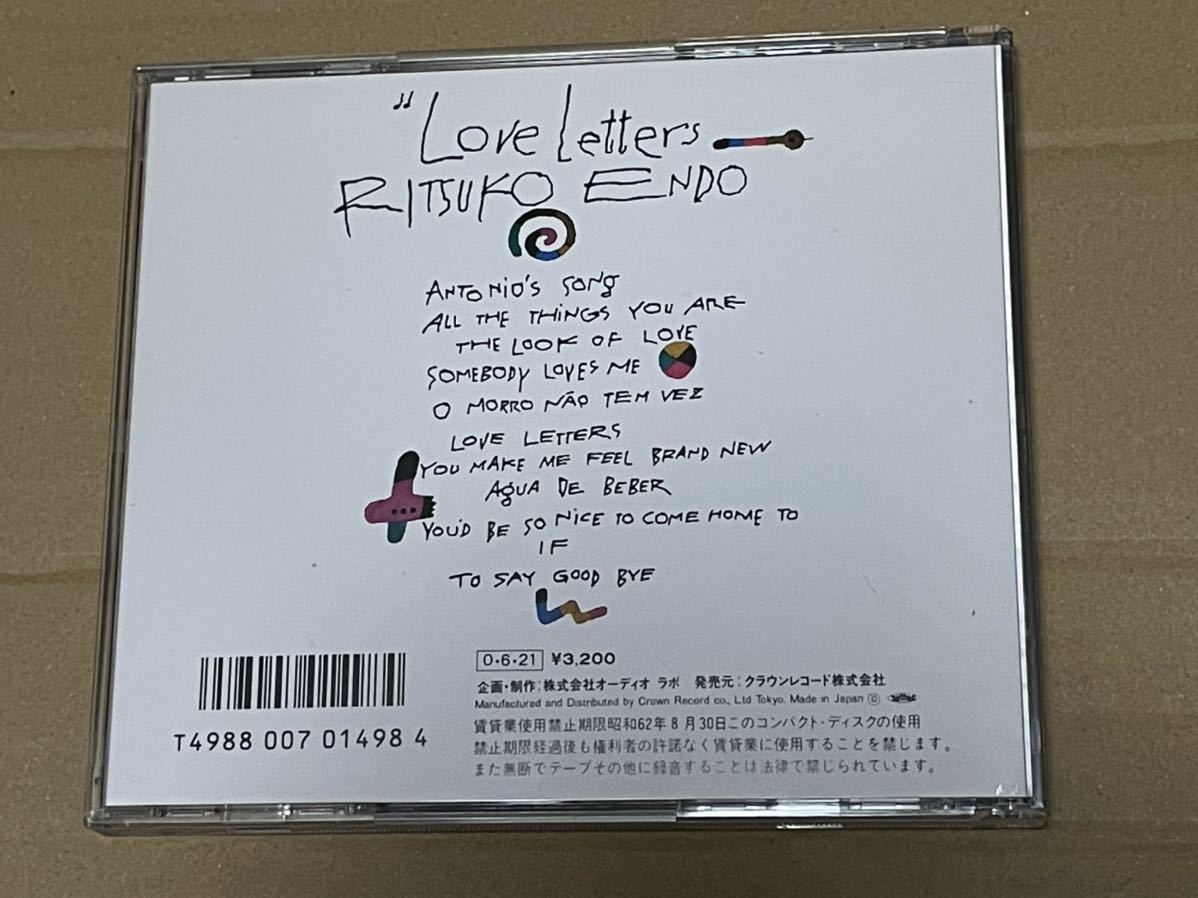 "Love Letters
RITSUKO ENDO
ANTONIO'S SONG
ALL THE THINGS YOU ARE
THE LOOK OF LOVE
SOMEBODY LOVES ME
O MORRO NÃO TEM VEZ
LOVE LETTERS
YOU MAKE ME FEEL BRAND NEW
AGUA DE BEBER
YOU'D BE SO NICE TO COME HOME TO
IF
TO SAY GOOD BYE
O・6・21 ¥3,200
企画・制作:株式会社オーディオ ラボ 発売元:クラウンレコード株式会社
Manufactured and Distributed by Crown Record co., Ltd Tokyo. Made in Japan ©
賃貸業使用禁止期限昭和62年8月30日このコンパクト・ディスクの使用
禁止期限経過後も権利者の許諾なく賃貸業に使用することを禁じます。
また無断でテープその他に録音することは法律で禁じられています。
T4988 007 01498 4